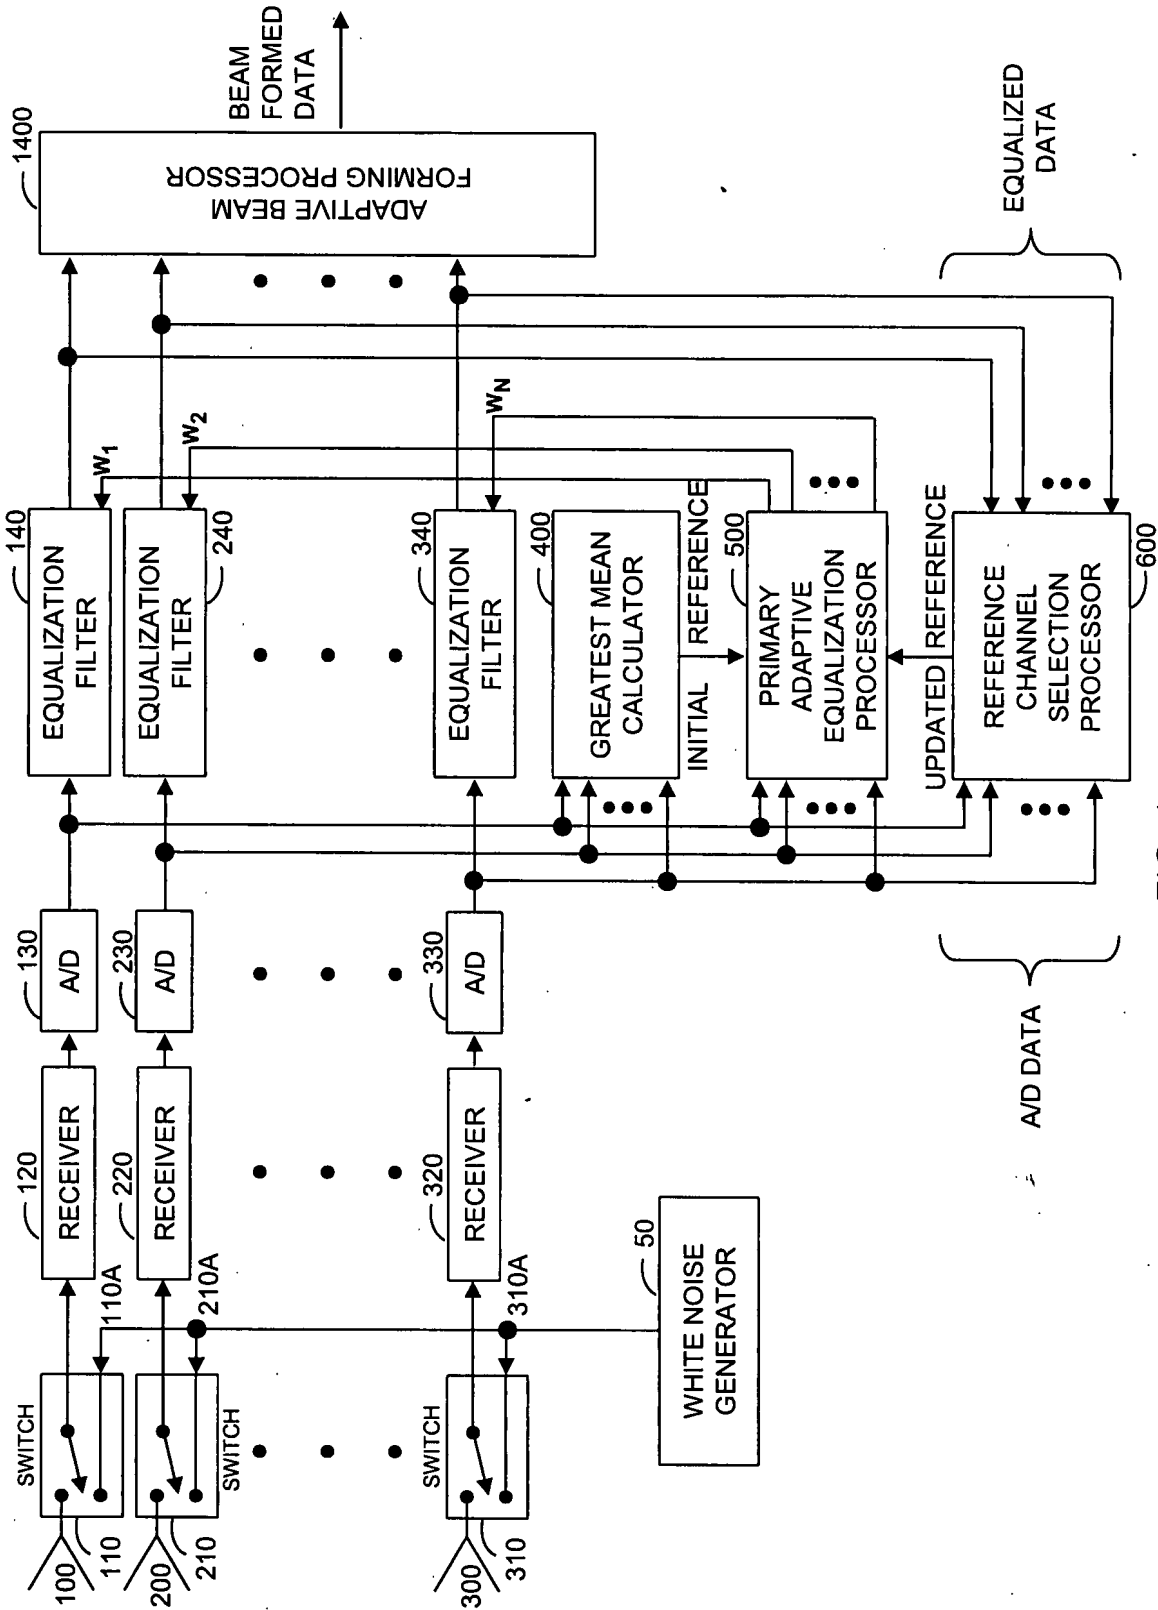 100
110
SWITCH
110A
120
RECEIVER
130
A/D
140
EQUALIZATION
FILTER
W1
200
210
SWITCH
210A
220
RECEIVER
230
A/D
240
EQUALIZATION
FILTER
W2
300
310
SWITCH
310A
320
RECEIVER
330
A/D
340
EQUALIZATION
FILTER
WN
1400
ADAPTIVE BEAM
FORMING PROCESSOR
BEAM
FORMED
DATA
400
GREATEST MEAN
CALCULATOR
INITIAL REFERENCE
50
WHITE NOISE
GENERATOR
500
PRIMARY
ADAPTIVE
EQUALIZATION
PROCESSOR
UPDATED REFERENCE
REFERENCE
CHANNEL
SELECTION
PROCESSOR
600
A/D DATA
EQUALIZED
DATA